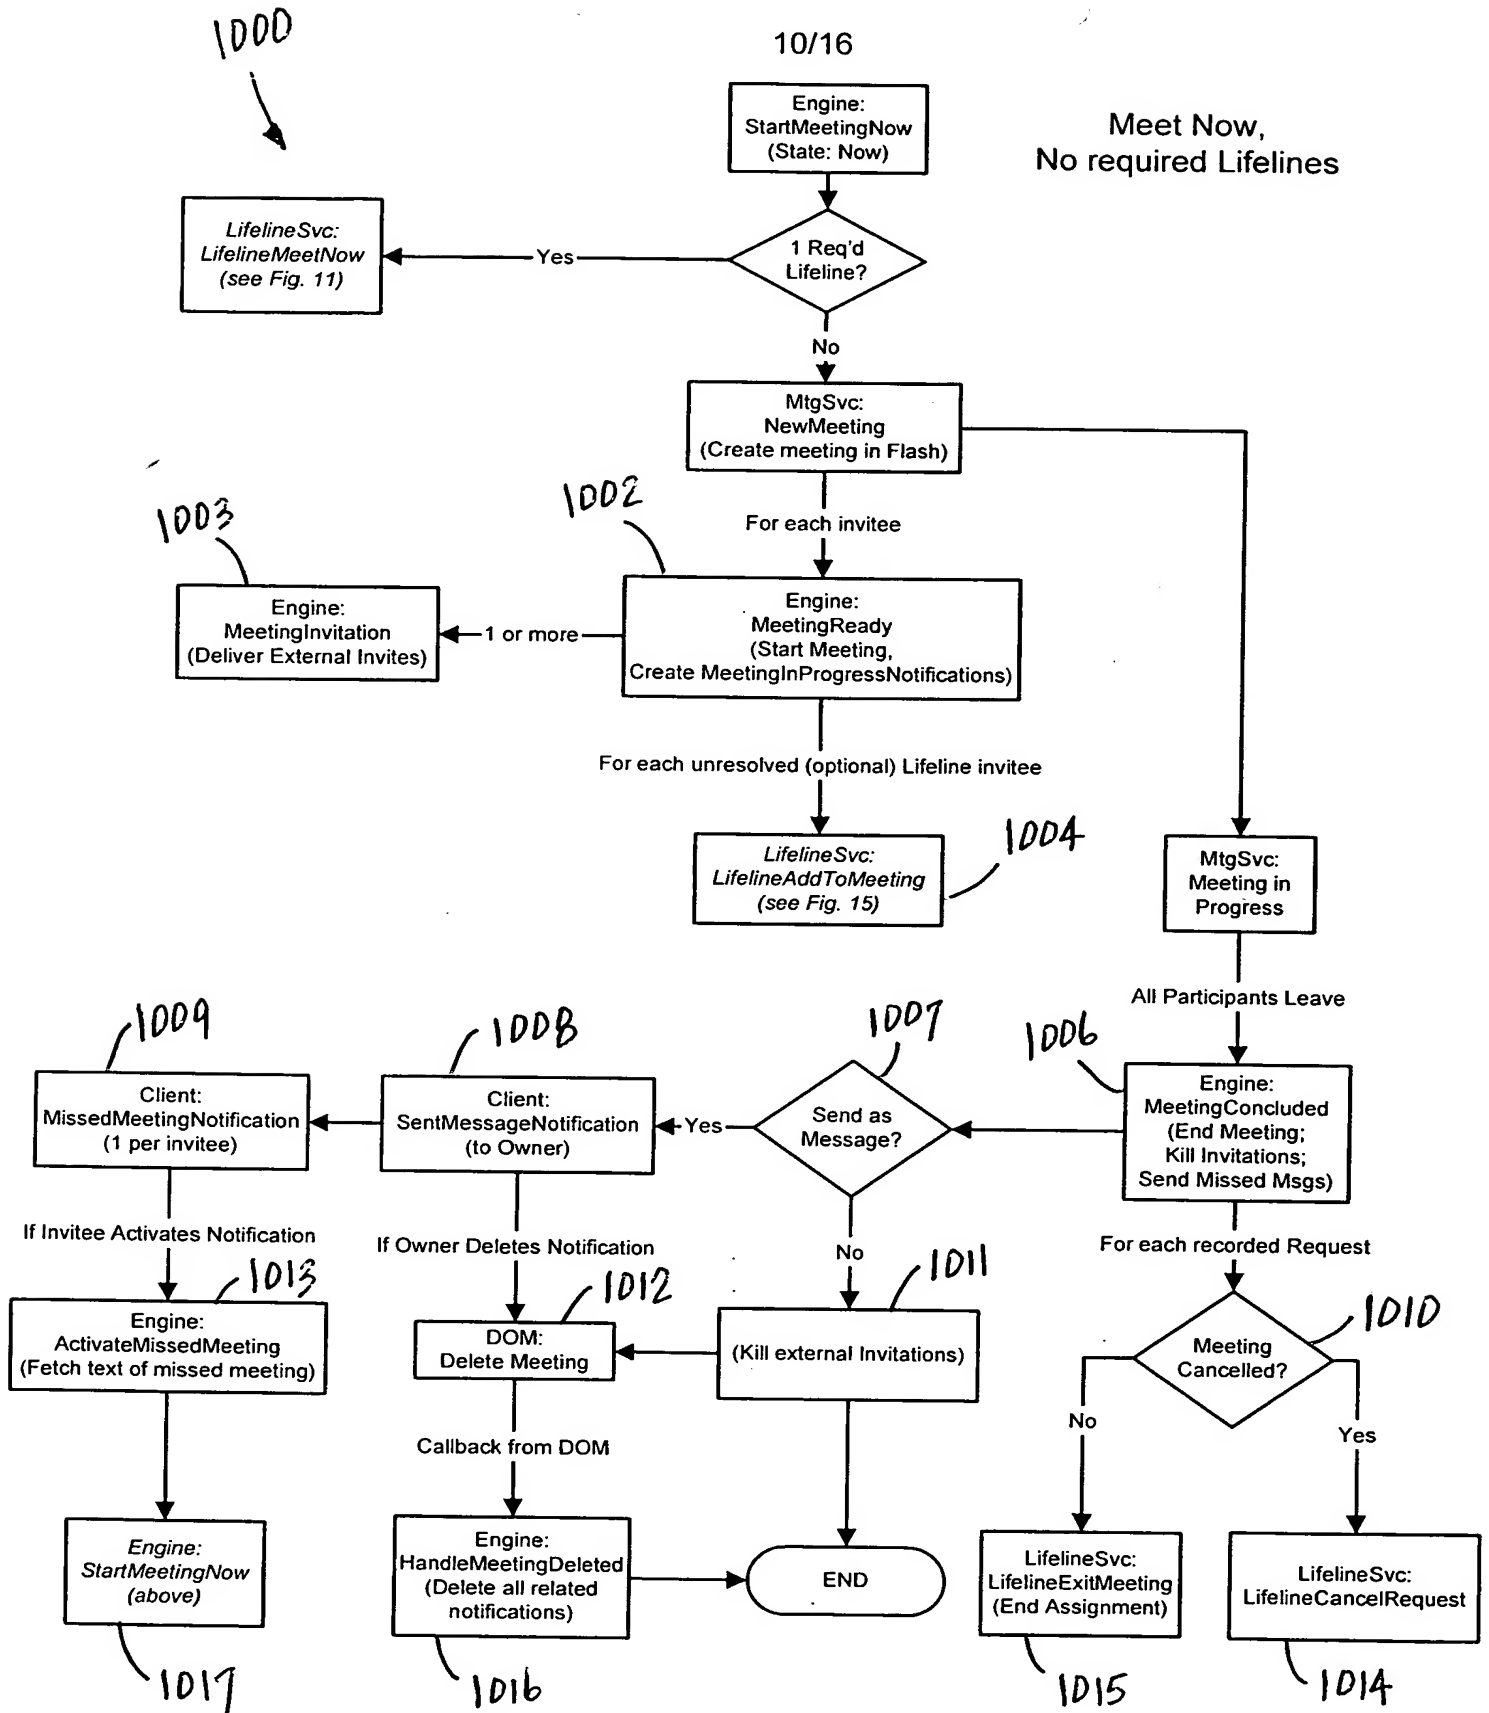 1000
10/16
Meet Now,
No required Lifelines
Engine:
StartMeetingNow
(State: Now)
1 Req'd
Lifeline?
Yes
LifelineSvc:
LifelineMeetNow
(see Fig. 11)
No
MtgSvc:
NewMeeting
(Create meeting in Flash)
For each invitee
1002
1003
Engine:
MeetingInvitation
(Deliver External Invites)
1 or more
Engine:
MeetingReady
(Start Meeting,
Create MeetingInProgressNotifications)
For each unresolved (optional) Lifeline invitee
1004
LifelineSvc:
LifelineAddToMeeting
(see Fig. 15)
MtgSvc:
Meeting in
Progress
All Participants Leave
1009
1008
1007
1006
Client:
MissedMeetingNotification
(1 per invitee)
Client:
SentMessageNotification
(to Owner)
Yes
Send as
Message?
Engine:
MeetingConcluded
(End Meeting;
Kill Invitations;
Send Missed Msgs)
If Invitee Activates Notification
If Owner Deletes Notification
No
For each recorded Request
1013
1012
1011
1010
Engine:
ActivateMissedMeeting
(Fetch text of missed meeting)
DOM:
Delete Meeting
(Kill external Invitations)
Meeting
Cancelled?
No
Yes
Callback from DOM
Engine:
StartMeetingNow
(above)
Engine:
HandleMeetingDeleted
(Delete all related
notifications)
END
LifelineSvc:
LifelineExitMeeting
(End Assignment)
LifelineSvc:
LifelineCancelRequest
1017
1016
1015
1014